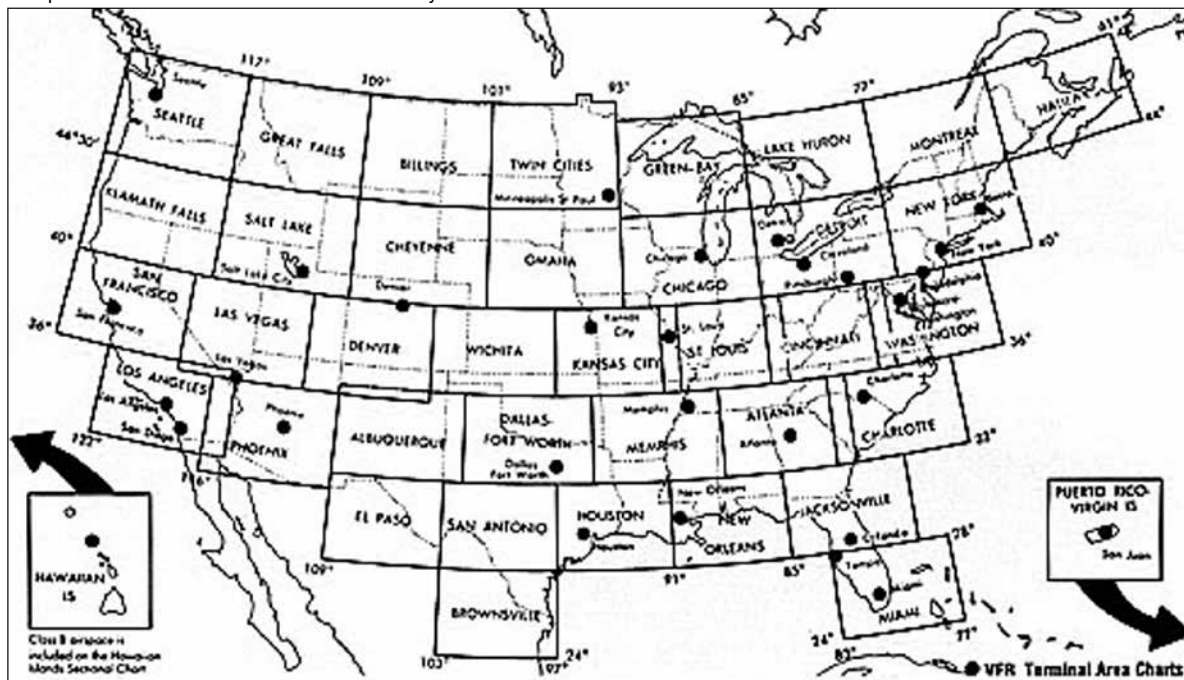 117°
109°
101°
93°
85°
77°
44°30'
40°
36°
Seattle
SEATTLE
GREAT FALLS
BILLINGS
TWIN CITIES
Minneapolis St Paul
GREEN-BAY
LAKE HURON
MONTREAL
HALIFAX
44°
KLAMATH FALLS
SALT LAKE
Salt Lake City
CHEYENNE
OMAHA
Chicago
CHICAGO
DETROIT
Cleveland
Pittsburgh
NEW YORK
New York
40°
SAN
FRANCISCO
San Francisco
LAS VEGAS
Las Vegas
Denver
DENVER
WICHITA
Kansas
City
KANSAS CITY
St. Louis
ST LOUIS
CINCINNATI
Philadelphia
Washington
WASHINGTON
36°
LOS ANGELES
Los Angeles
San Diego
122°
Phoenix
PHOENIX
116°
ALBUQUERQUE
DALLAS
FORT WORTH
Dallas
Fort Worth
Memphis
MEMPHIS
ATLANTA
Atlanta
Charlotte
CHARLOTTE
32°
EL PASO
109°
SAN ANTONIO
HOUSTON
Houston
New Orleans
NEW
ORLEANS
91°
85°
JACKSONVILLE
Orlando
28°
Tampa
Miami
MIAMI
BROWNSVILLE
103°
97°
24°
24°
83°
77°
HAWAIIAN
IS
Class B airspace is
included on the Hawaiian
Islands Sectional Chart
PUERTO RICO-
VIRGIN IS
San Juan
VFR Terminal Area Charts